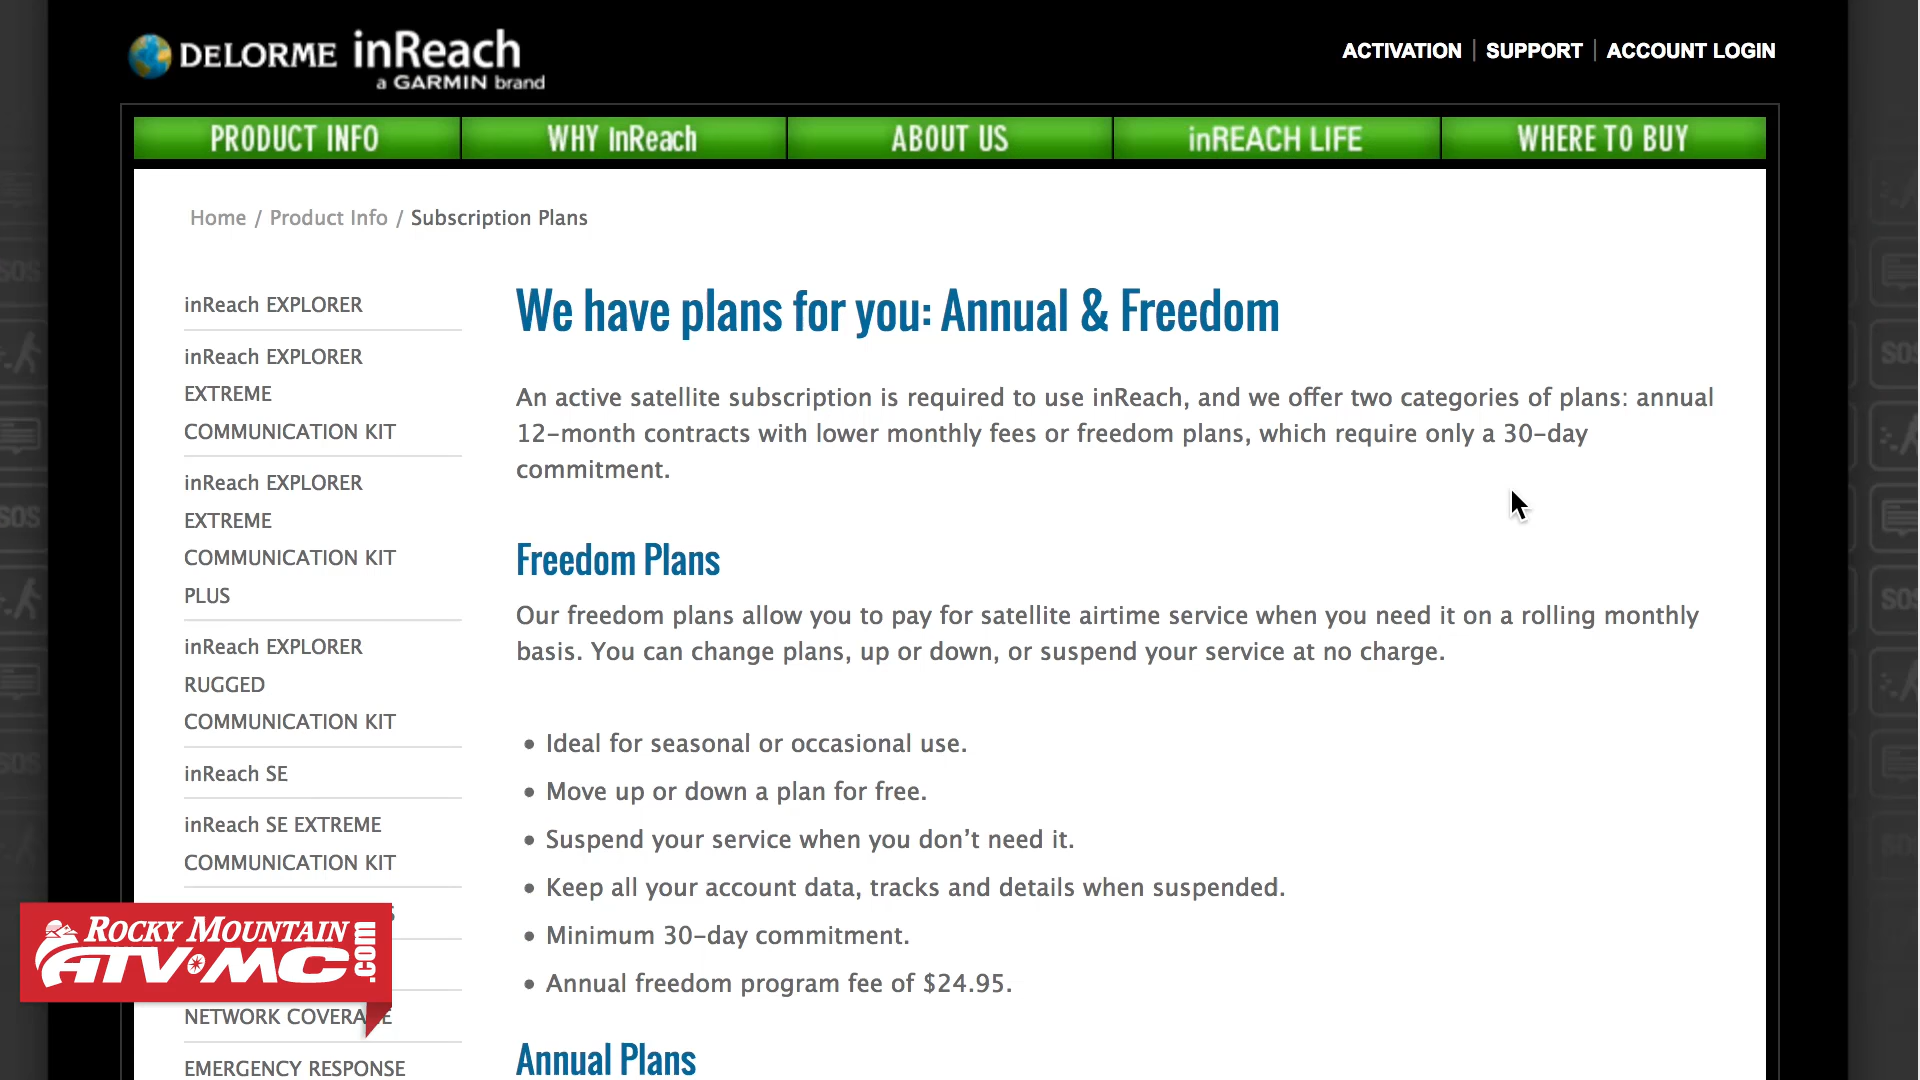 DELORME inReach
a GARMIN brand
ACTIVATION | SUPPORT | ACCOUNT LOGIN
PRODUCT INFO
WHY InReach
ABOUT US
inREACH LIFE
WHERE TO BUY
Home / Product Info / Subscription Plans
inReach EXPLORER
inReach EXPLORER
EXTREME
COMMUNICATION KIT
inReach EXPLORER
EXTREME
COMMUNICATION KIT
PLUS
inReach EXPLORER
RUGGED
COMMUNICATION KIT
inReach SE
inReach SE EXTREME
COMMUNICATION KIT
NETWORK COVERAGE
EMERGENCY RESPONSE
We have plans for you: Annual & Freedom
An active satellite subscription is required to use inReach, and we offer two categories of plans: annual
12-month contracts with lower monthly fees or freedom plans, which require only a 30-day
commitment.
Freedom Plans
Our freedom plans allow you to pay for satellite airtime service when you need it on a rolling monthly
basis. You can change plans, up or down, or suspend your service at no charge.
• Ideal for seasonal or occasional use.
• Move up or down a plan for free.
• Suspend your service when you don’t need it.
• Keep all your account data, tracks and details when suspended.
• Minimum 30-day commitment.
• Annual freedom program fee of $24.95.
Annual Plans
ROCKY MOUNTAIN
ATV•MC
.com
SOS
SOS
SOS
SOS
SOS